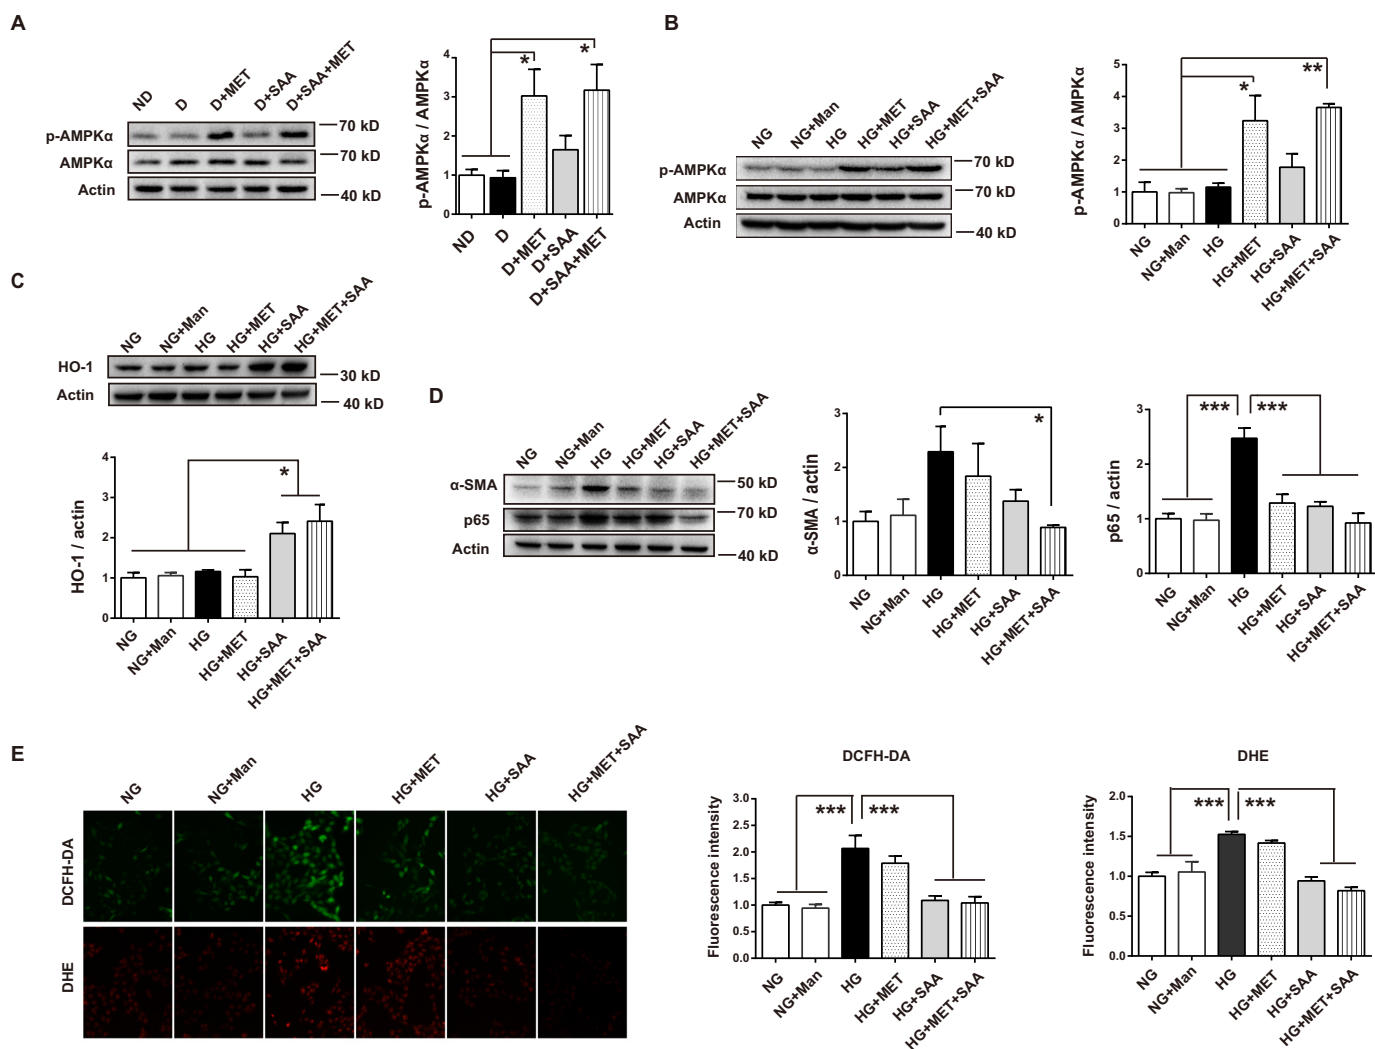 A
ND
D
D+MET
D+SAA
D+SAA+MET
p-AMPKα
70 kD
AMPKα
70 kD
Actin
40 kD
p-AMPKα / AMPKα
5
4
3
2
1
0
*
*
ND
D
D+MET
D+SAA
D+SAA+MET
B
NG
NG+Man
HG
HG+MET
HG+SAA
HG+MET+SAA
p-AMPKα
70 kD
AMPKα
70 kD
Actin
40 kD
p-AMPKα / AMPKα
5
4
3
2
1
0
*
**
NG
NG+Man
HG
HG+MET
HG+SAA
HG+MET+SAA
C
NG
NG+Man
HG
HG+MET
HG+SAA
HG+MET+SAA
HO-1
30 kD
Actin
40 kD
HO-1 / actin
4
3
2
1
0
*
NG
NG+Man
HG
HG+MET
HG+SAA
HG+MET+SAA
D
NG
NG+Man
HG
HG+MET
HG+SAA
HG+MET+SAA
α-SMA
50 kD
p65
70 kD
Actin
40 kD
α-SMA / actin
3
2
1
0
*
NG
NG+Man
HG
HG+MET
HG+SAA
HG+MET+SAA
p65 / actin
3
2
1
0
*** ***
NG
NG+Man
HG
HG+MET
HG+SAA
HG+MET+SAA
E
NG
NG+Man
HG
HG+MET
HG+SAA
HG+MET+SAA
DCFH-DA
DHE
DCFH-DA
Fluorescence intensity
3.0
2.5
2.0
1.5
1.0
0.5
0.0
*** ***
NG
NG+Man
HG
HG+MET
HG+SAA
HG+MET+SAA
DHE
Fluorescence intensity
2.0
1.5
1.0
0.5
0.0
*** ***
NG
NG+Man
HG
HG+MET
HG+SAA
HG+MET+SAA